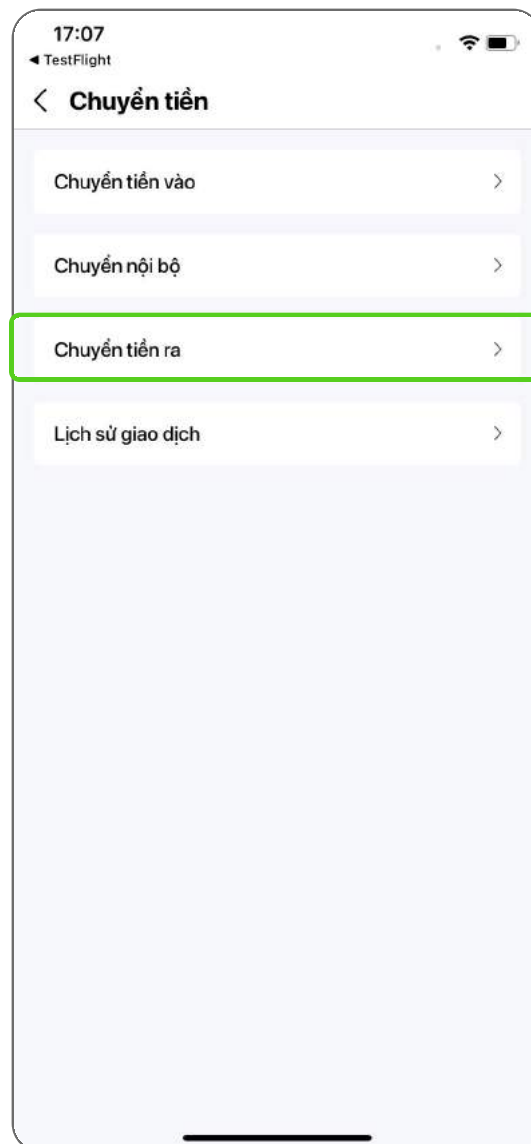 17:07
◀ TestFlight
Chuyển tiền
Chuyển tiền vào
Chuyển nội bộ
Chuyển tiền ra
Lịch sử giao dịch